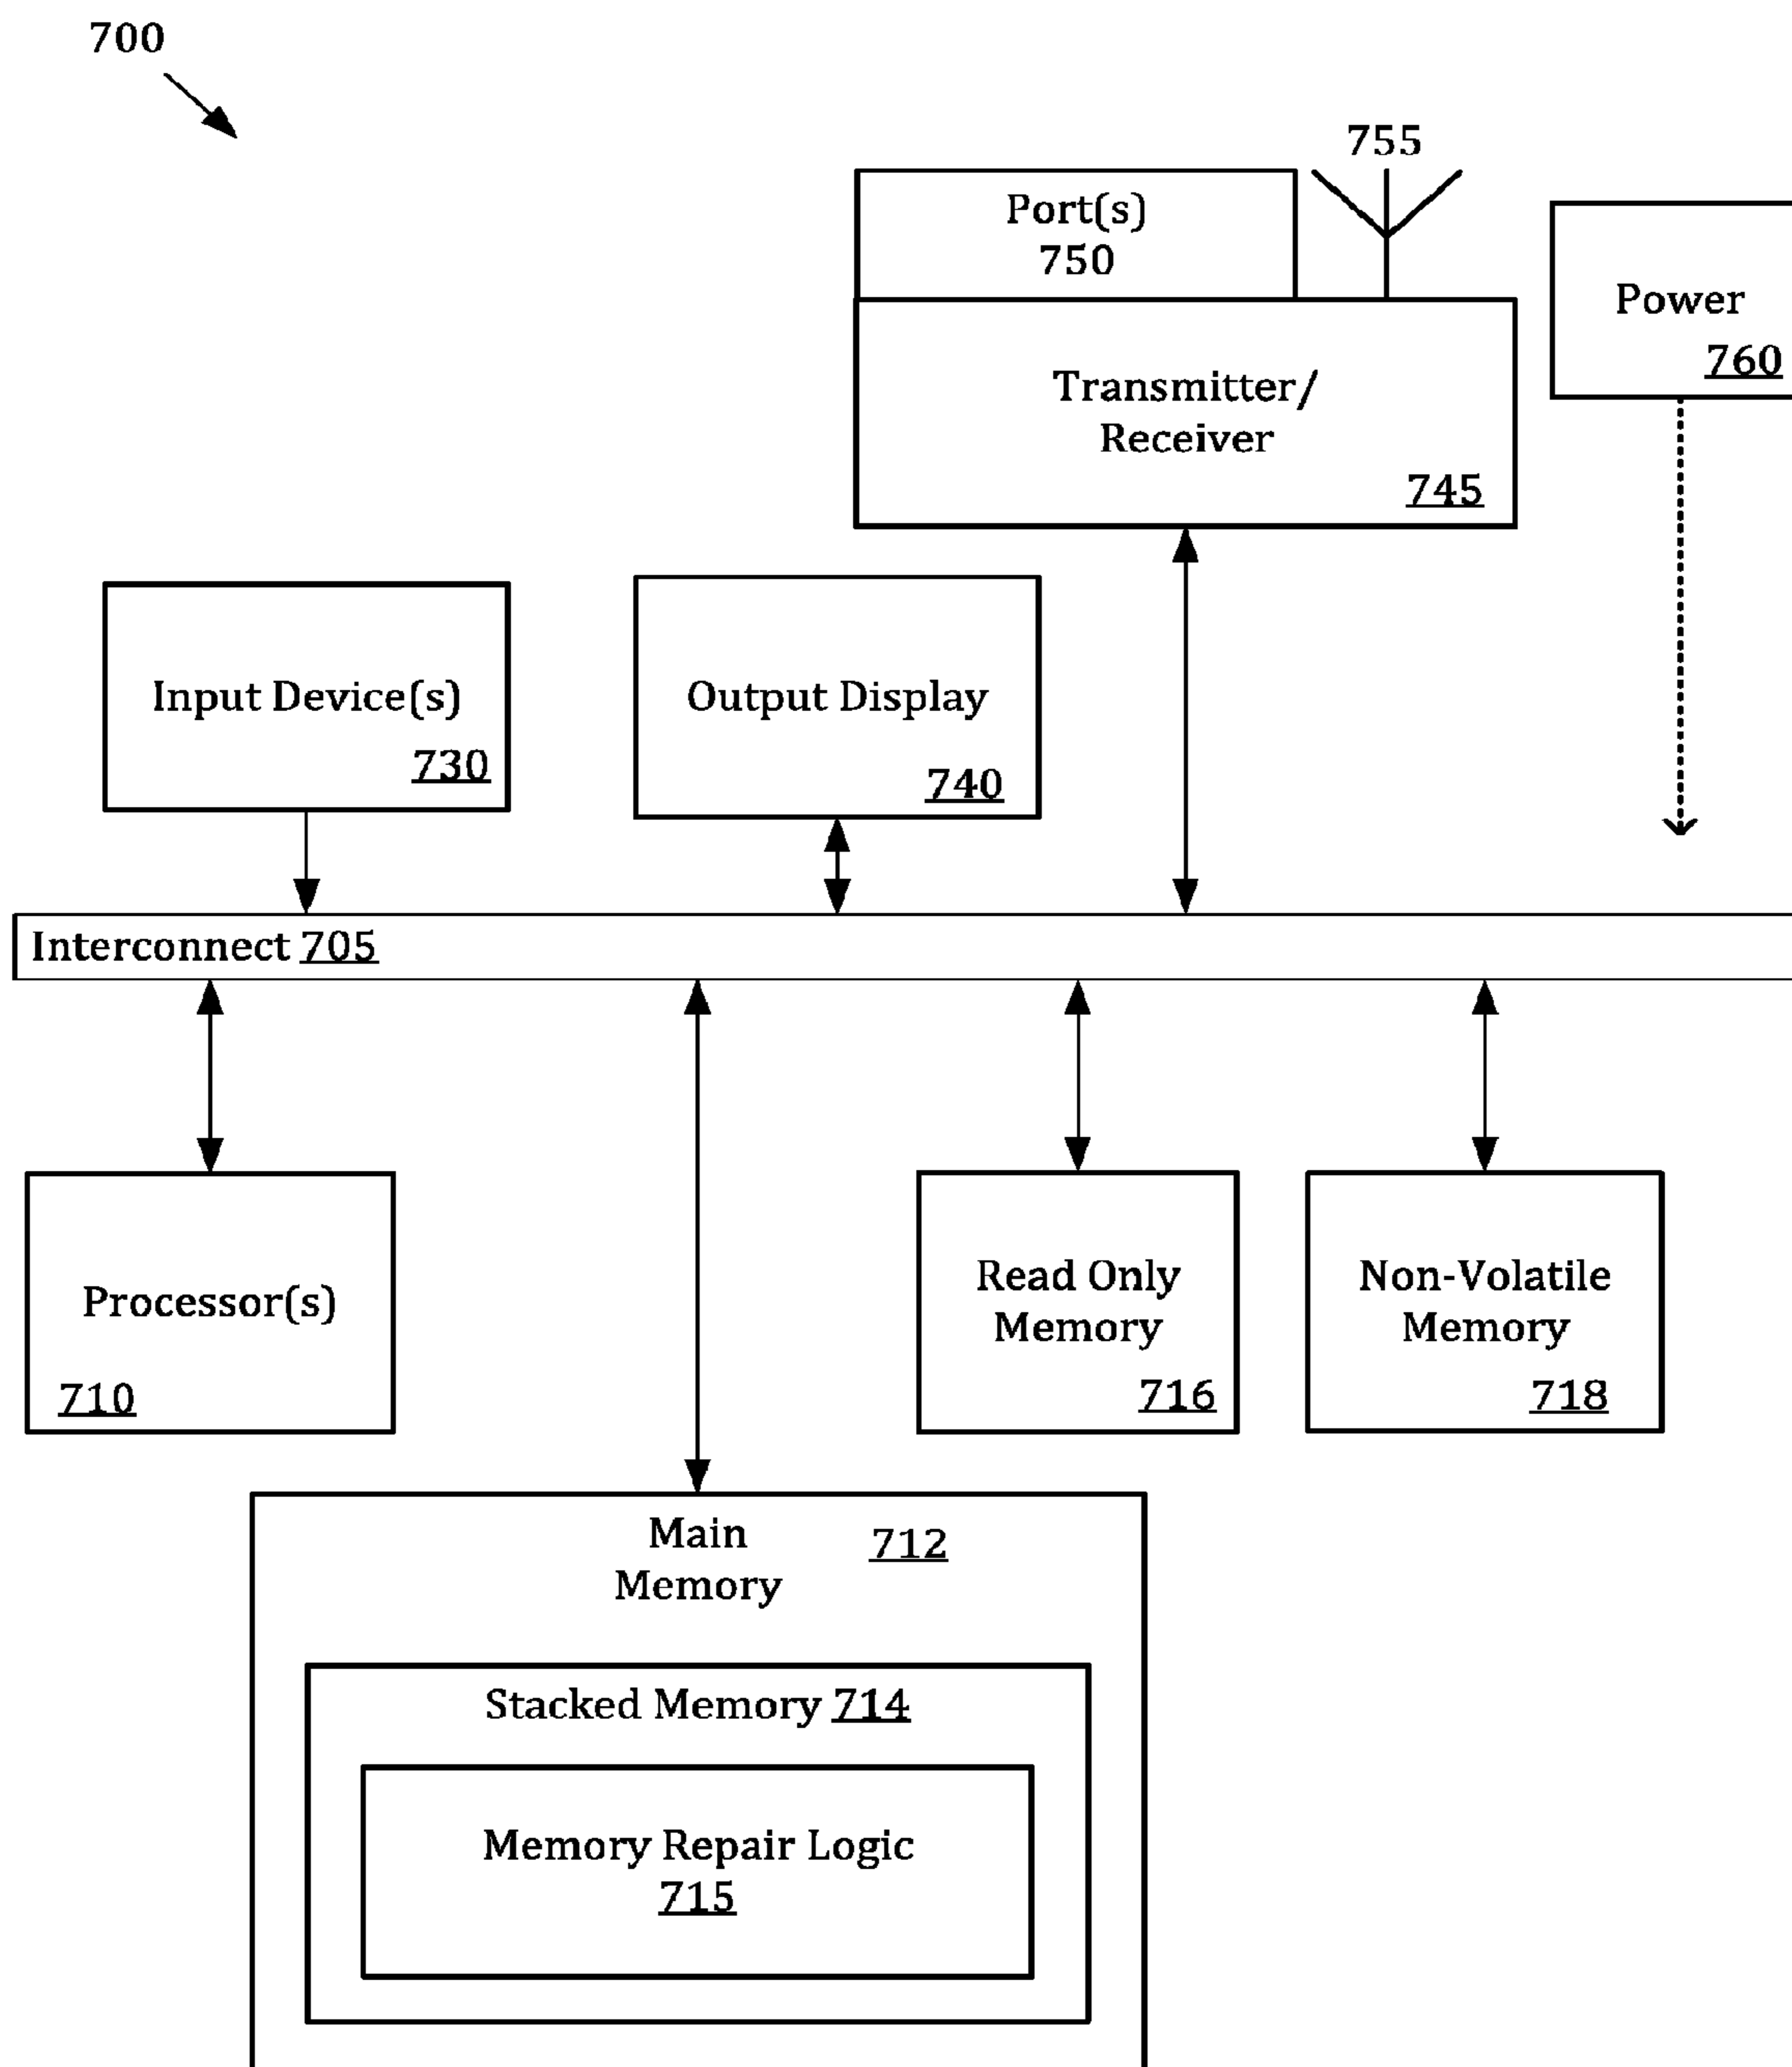 700
755
Port(s)
750
Power
760
Transmitter/
Receiver
745
Input Device(s)
730
Output Display
740
Interconnect 705
Processor(s)
710
Read Only
Memory
716
Non-Volatile
Memory
718
Main
Memory
712
Stacked Memory 714
Memory Repair Logic
715